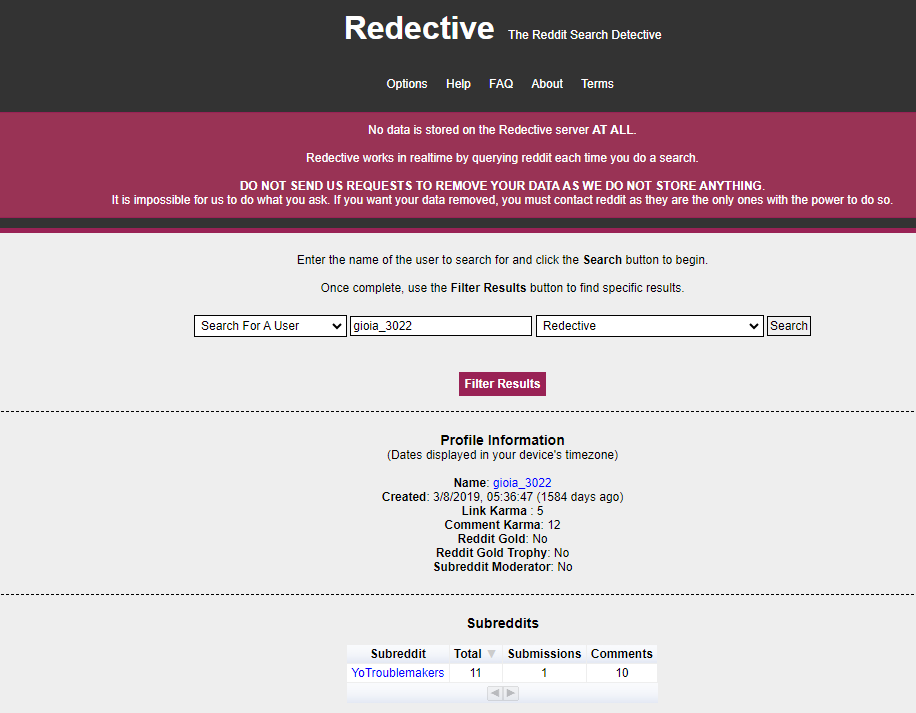 Redective The Reddit Search Detective
Options Help FAQ About Terms
No data is stored on the Redective server AT ALL.
Redective works in realtime by querying reddit each time you do a search.
DO NOT SEND US REQUESTS TO REMOVE YOUR DATA AS WE DO NOT STORE ANYTHING.
It is impossible for us to do what you ask. If you want your data removed, you must contact reddit as they are the only ones with the power to do so.
Enter the name of the user to search for and click the Search button to begin.
Once complete, use the Filter Results button to find specific results.
Search For A User gioia_3022 Redective Search
Filter Results
Profile Information
(Dates displayed in your device's timezone)
Name: gioia_3022
Created: 3/8/2019, 05:36:47 (1584 days ago)
Link Karma : 5
Comment Karma: 12
Reddit Gold: No
Reddit Gold Trophy: No
Subreddit Moderator: No
Subreddits
Subreddit Total Submissions Comments
YoTroublemakers 11 1 10